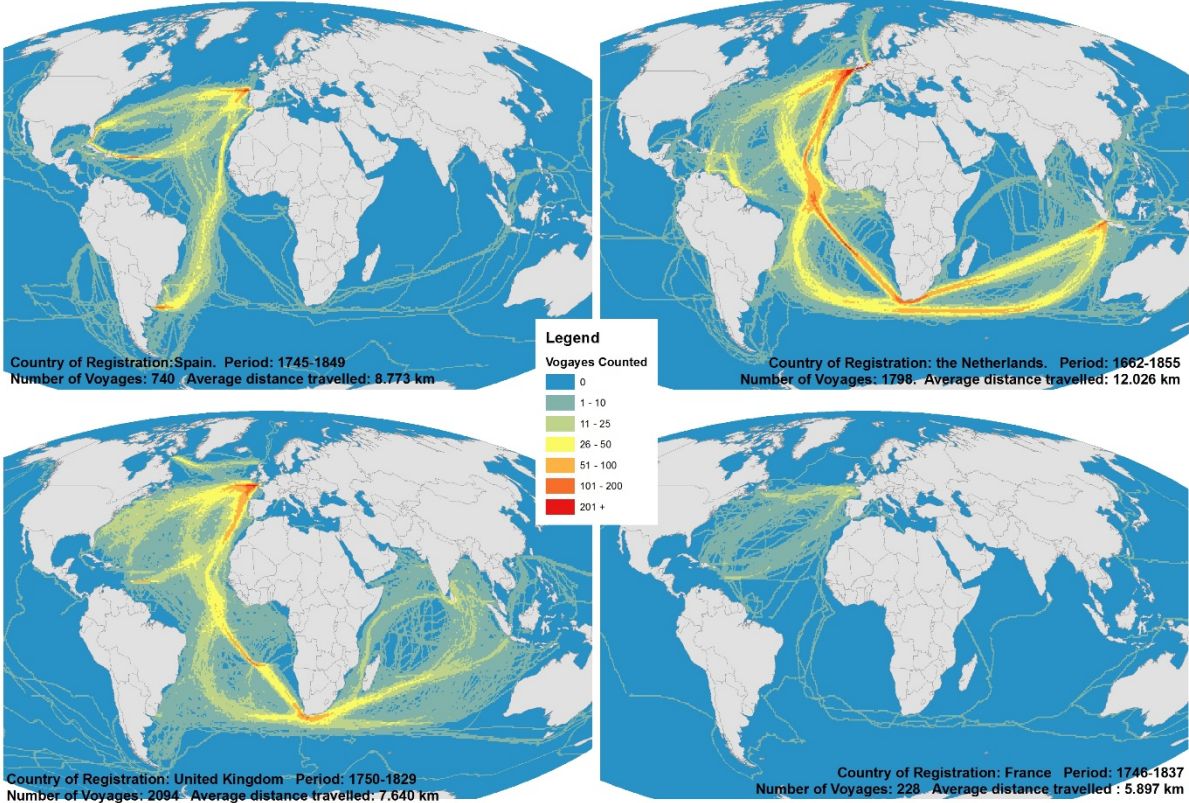 Country of Registration:Spain.  Period: 1745-1849
Number of Voyages: 740   Average distance travelled: 8.773 km
Country of Registration: the Netherlands.   Period: 1662-1855
Number of Voyages: 1798.  Average distance travelled: 12.026 km
Legend
Vogayes Counted
0
1 - 10
11 - 25
26 - 50
51 - 100
101 - 200
201 +
Country of Registration: United Kingdom   Period: 1750-1829
Number of Voyages: 2094   Average distance travelled: 7.640 km
Country of Registration: France   Period: 1746-1837
Number of Voyages: 228   Average distance travelled : 5.897 km